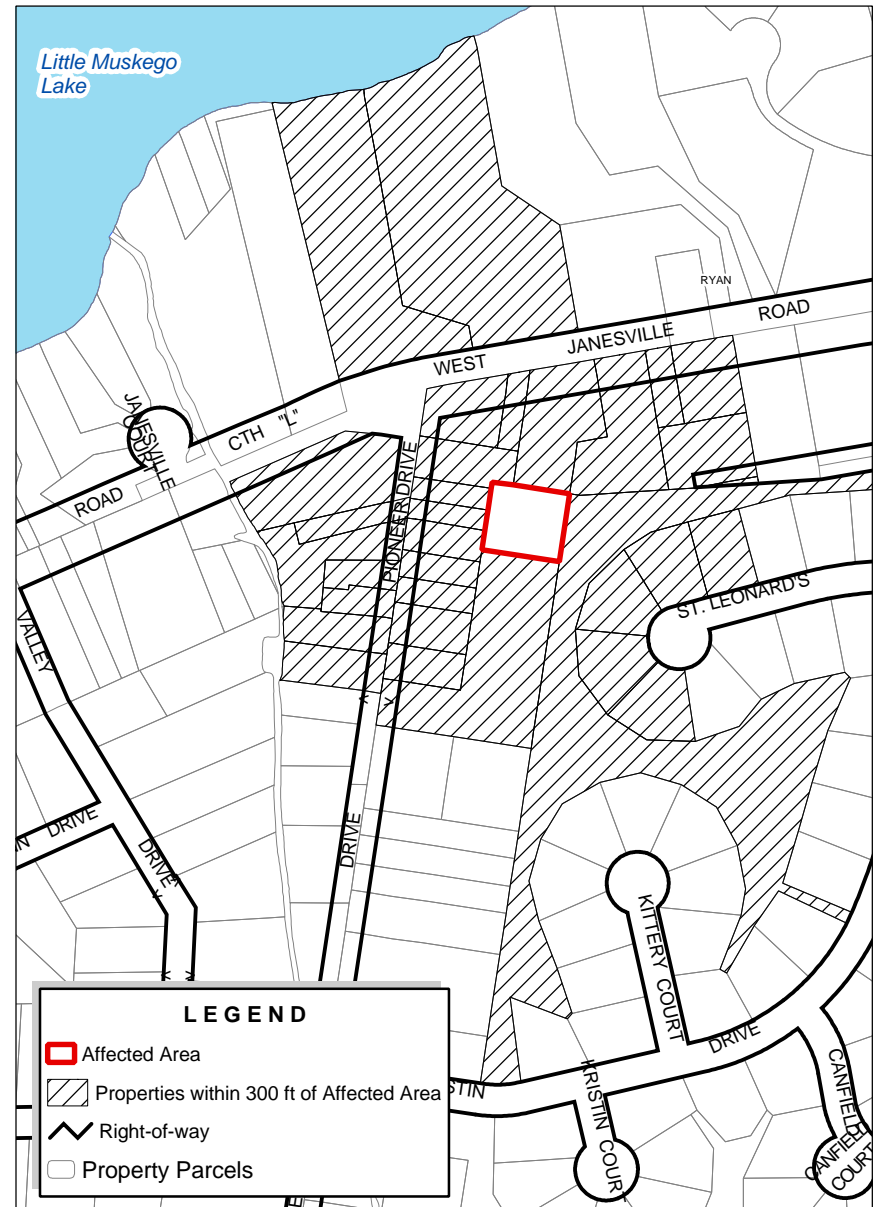 Little Muskego
Lake
RYAN
ROAD
JANESVILLE
WEST
JANESVILLE
COURT
CTH "L"
ROAD
PIONEER DRIVE
ST. LEONARD'S
VALLEY
DRIVE
DRIVE
DRIVE
KITTERY COURT
DRIVE
KRISTIN COURT
CANFIELD
CANFIELD
COURT
LEGEND
Affected Area
Properties within 300 ft of Affected Area
Right-of-way
Property Parcels